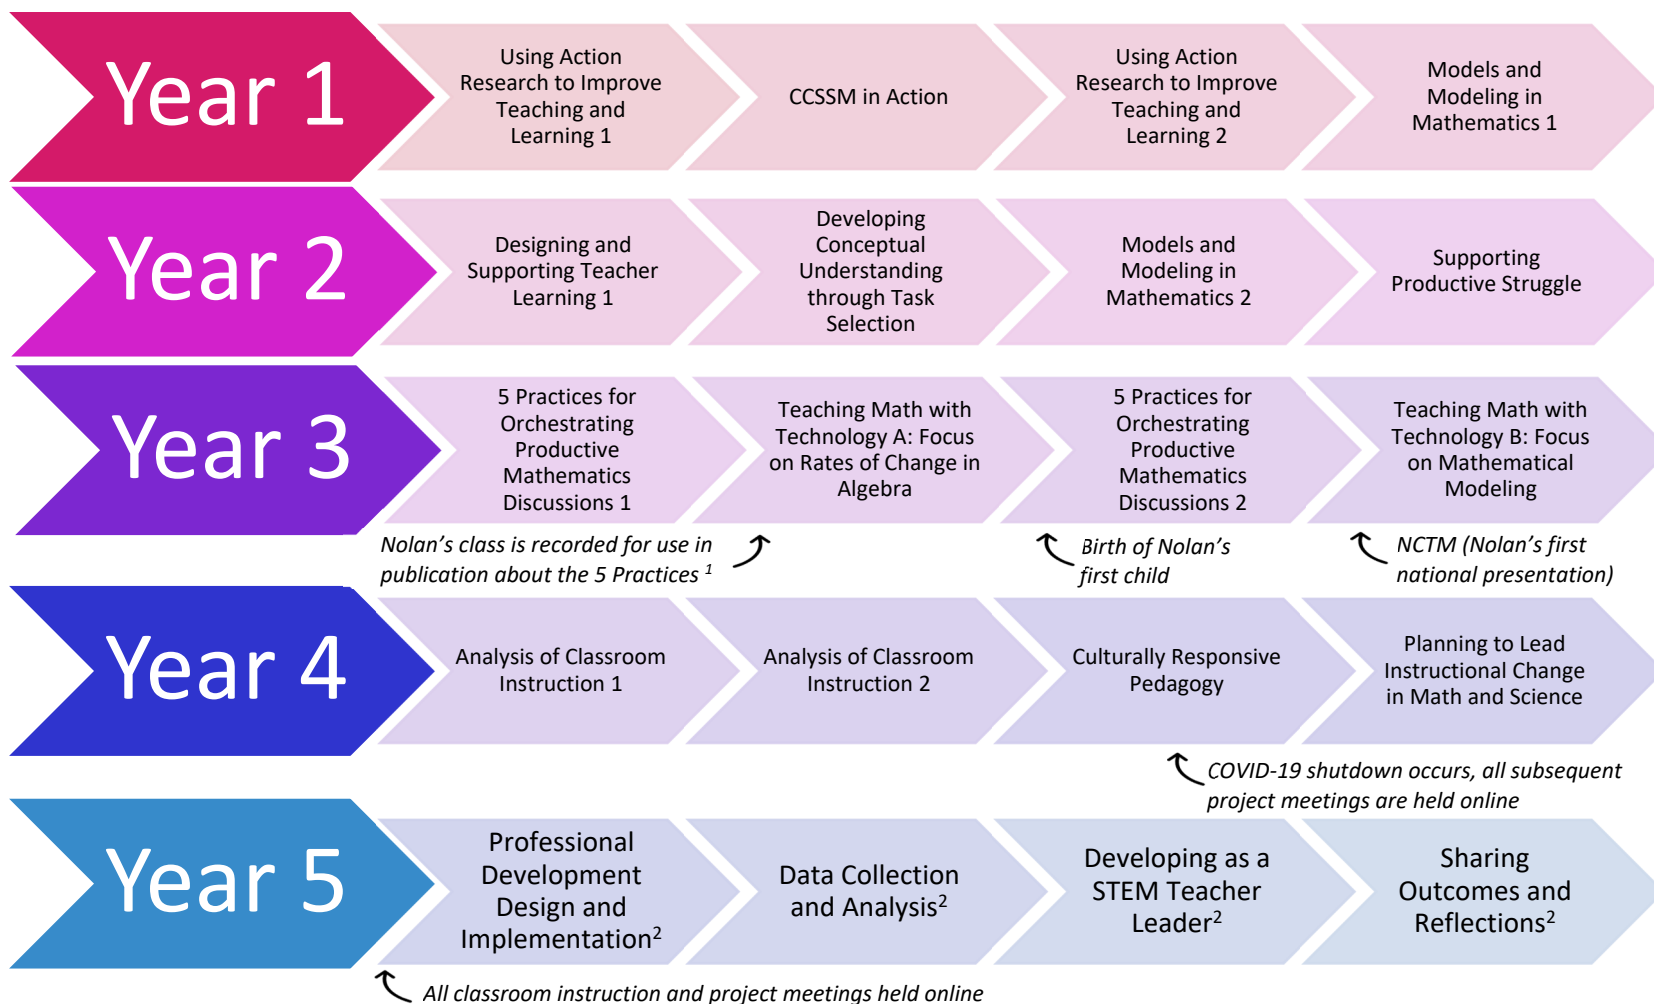 Year 1
Using Action
Research to Improve
Teaching and
Learning 1
CCSSM in Action
Using Action
Research to Improve
Teaching and
Learning 2
Models and
Modeling in
Mathematics 1
Year 2
Designing and
Supporting Teacher
Learning 1
Developing
Conceptual
Understanding
through Task
Selection
Models and
Modeling in
Mathematics 2
Supporting
Productive Struggle
Year 3
5 Practices for
Orchestrating
Productive
Mathematics
Discussions 1
Teaching Math with
Technology A: Focus
on Rates of Change in
Algebra
5 Practices for
Orchestrating
Productive
Mathematics
Discussions 2
Teaching Math with
Technology B: Focus
on Mathematical
Modeling
Nolan’s class is recorded for use in
publication about the 5 Practices ¹
Birth of Nolan’s
first child
NCTM (Nolan’s first
national presentation)
Year 4
Analysis of Classroom
Instruction 1
Analysis of Classroom
Instruction 2
Culturally Responsive
Pedagogy
Planning to Lead
Instructional Change
in Math and Science
COVID-19 shutdown occurs, all subsequent
project meetings are held online
Year 5
Professional
Development
Design and
Implementation²
Data Collection
and Analysis²
Developing as a
STEM Teacher
Leader²
Sharing
Outcomes and
Reflections²
All classroom instruction and project meetings held online